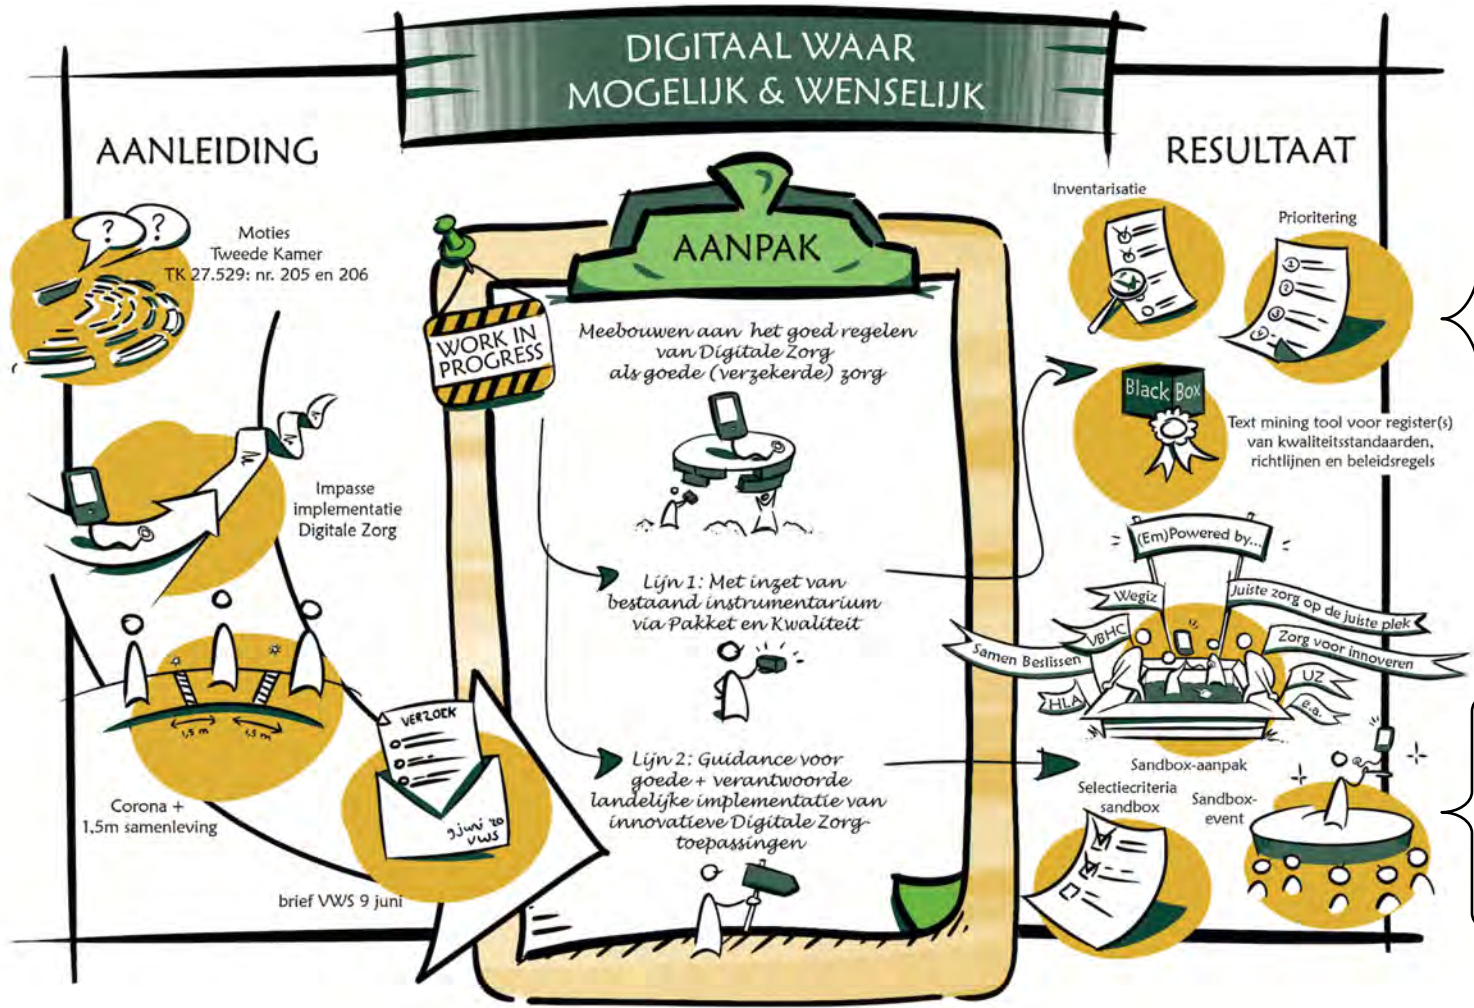 DIGITAAL WAAR
MOGELIJK & WENSELIJK
AANLEIDING
?
?
Moties
Tweede Kamer
TK 27.529: nr. 205 en 206
Impasse
implementatie
Digitale Zorg
1,5 m
1,5 m
Corona +
1,5m samenleving
VERZOEK
9 juni '20
VWS
brief VWS 9 juni
WORK IN
PROGRESS
AANPAK
Meebouwen aan het goed regelen
van Digitale Zorg
als goede (verzekerde) zorg
Lijn 1: Met inzet van
bestaand instrumentarium
via Pakket en Kwaliteit
Lijn 2: Guidance voor
goede + verantwoorde
landelijke implementatie van
innovatieve Digitale Zorg-
toepassingen
RESULTAAT
Inventarisatie
Prioritering
1
2
3
4
Black Box
Text mining tool voor register(s)
van kwaliteitsstandaarden,
richtlijnen en beleidsregels
(Em)Powered by...
Wegiz
Juiste zorg op de juiste plek
VBHC
Zorg voor innoveren
Samen Beslissen
UZ
HLA
e.a.
Sandbox-aanpak
Selectiecriteria
sandbox
Sandbox-
event